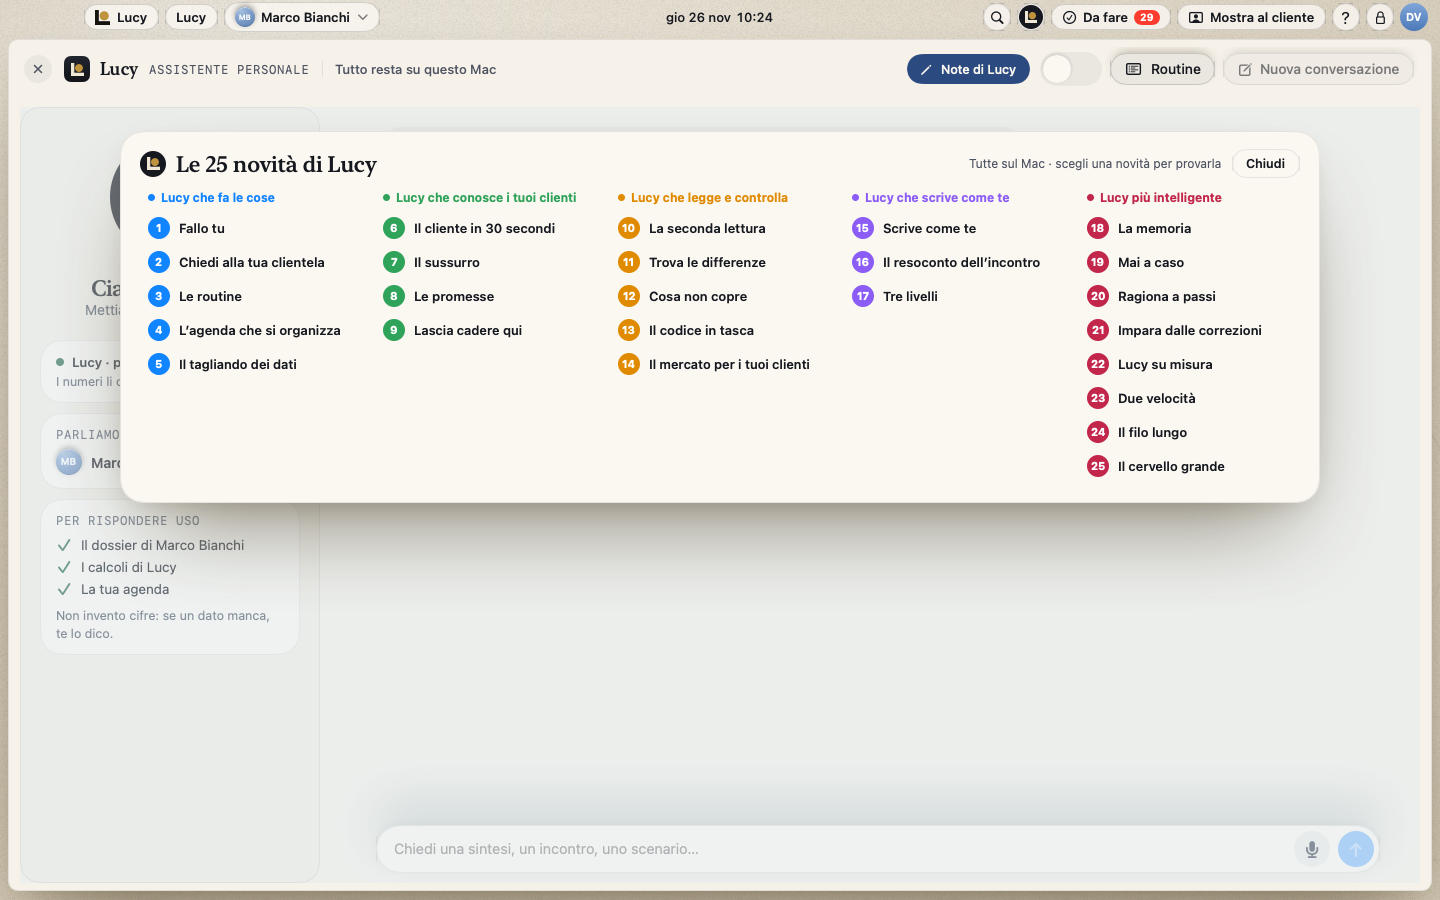 Lucy
Lucy
MB Marco Bianchi
gio 26 nov 10:24
Da fare 29
Mostra al cliente
?
DV
Lucy ASSISTENTE PERSONALE Tutto resta su questo Mac
Note di Lucy
Routine
Nuova conversazione
Le 25 novità di Lucy
Tutte sul Mac · scegli una novità per provarla
Chiudi
Lucy che fa le cose
1 Fallo tu
2 Chiedi alla tua clientela
3 Le routine
4 L’agenda che si organizza
5 Il tagliando dei dati
Lucy che conosce i tuoi clienti
6 Il cliente in 30 secondi
7 Il sussurro
8 Le promesse
9 Lascia cadere qui
Lucy che legge e controlla
10 La seconda lettura
11 Trova le differenze
12 Cosa non copre
13 Il codice in tasca
14 Il mercato per i tuoi clienti
Lucy che scrive come te
15 Scrive come te
16 Il resoconto dell’incontro
17 Tre livelli
Lucy più intelligente
18 La memoria
19 Mai a caso
20 Ragiona a passi
21 Impara dalle correzioni
22 Lucy su misura
23 Due velocità
24 Il filo lungo
25 Il cervello grande
Lucy ·
I numeri li
MB
PER RISPONDERE USO
Il dossier di Marco Bianchi
I calcoli di Lucy
La tua agenda
Non invento cifre: se un dato manca,
te lo dico.
Chiedi una sintesi, un incontro, uno scenario…